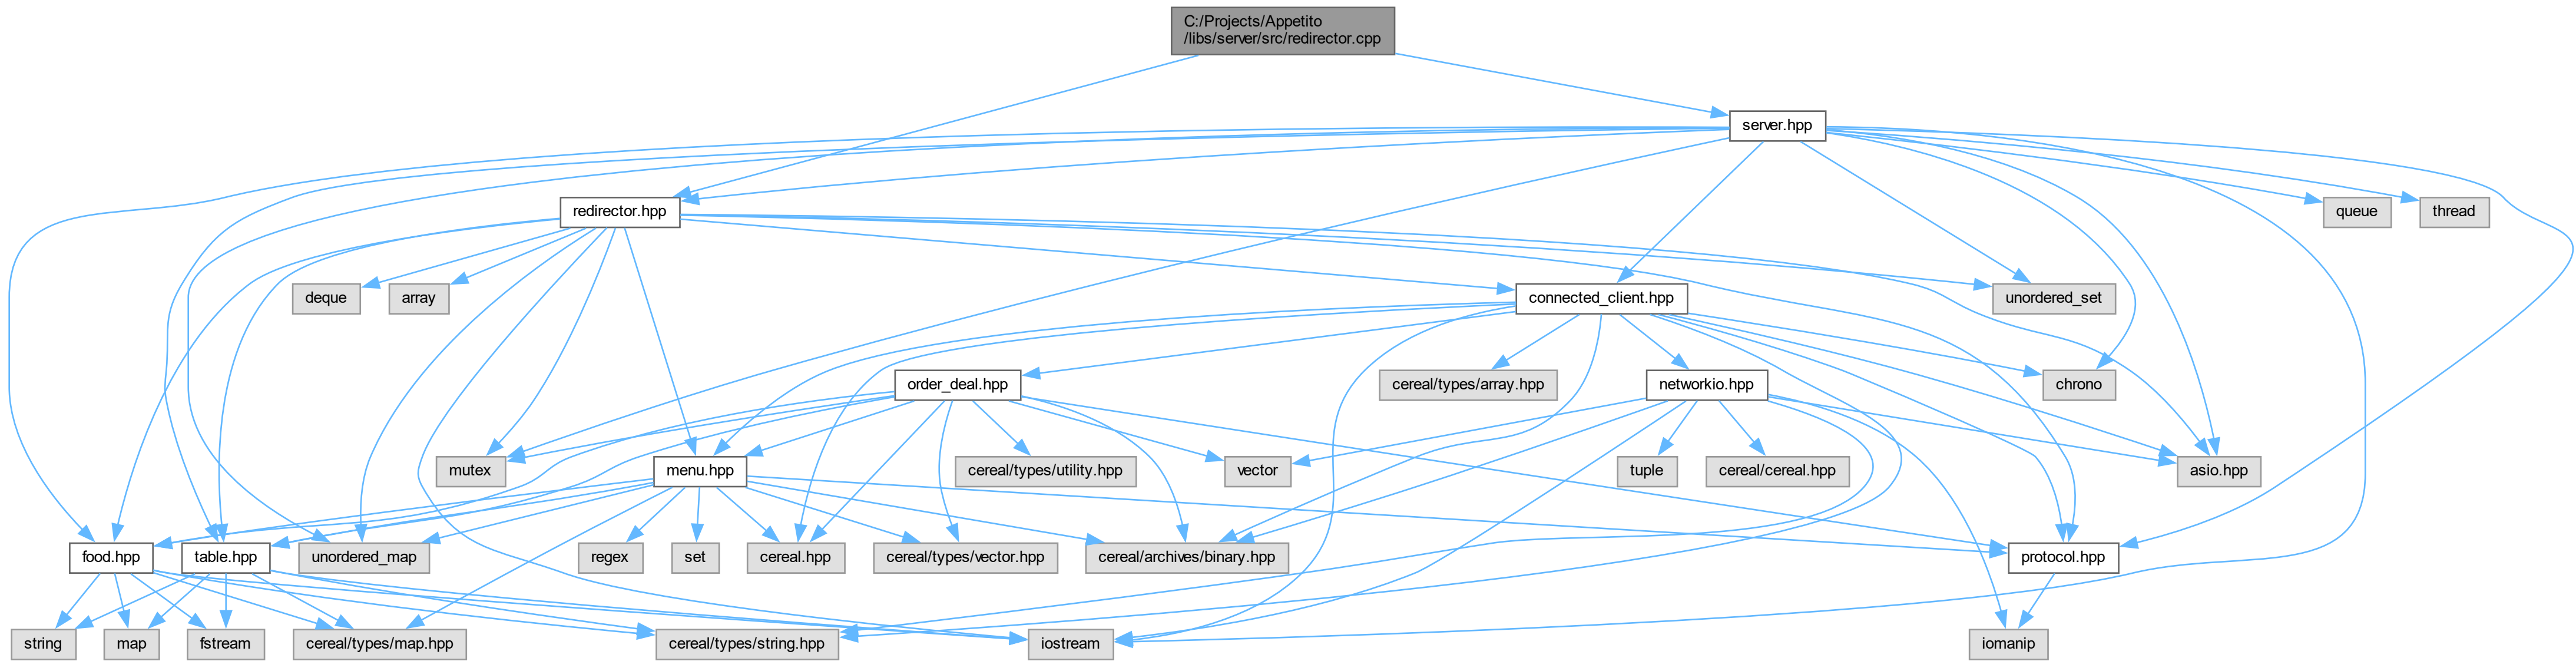 C:/Projects/Appetito
/libs/server/src/redirector.cpp
server.hpp
redirector.hpp
queue
thread
deque
array
connected_client.hpp
unordered_set
order_deal.hpp
cereal/types/array.hpp
networkio.hpp
chrono
mutex
menu.hpp
cereal/types/utility.hpp
vector
tuple
cereal/cereal.hpp
asio.hpp
food.hpp
table.hpp
unordered_map
regex
set
cereal.hpp
cereal/types/vector.hpp
cereal/archives/binary.hpp
protocol.hpp
string
map
fstream
cereal/types/map.hpp
cereal/types/string.hpp
iostream
iomanip